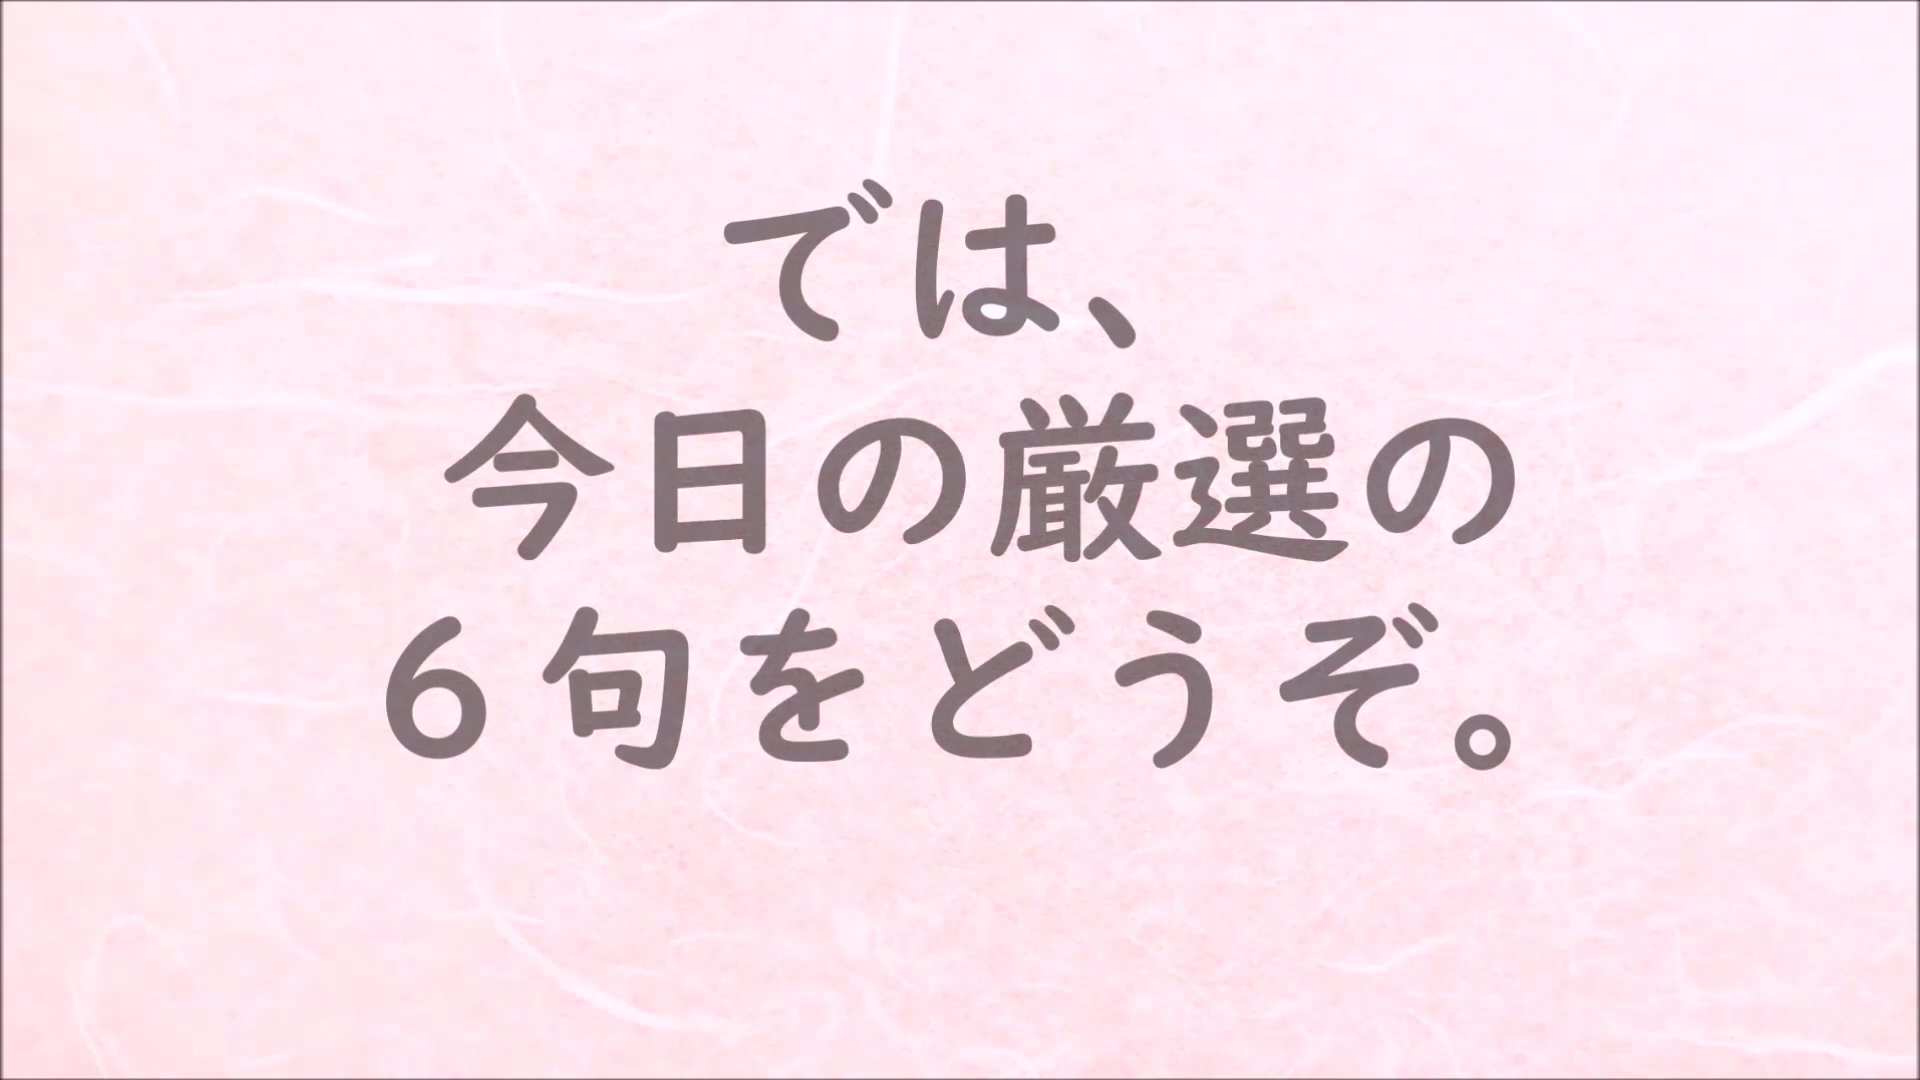 では、
今日の厳選の
６句をどうぞ。